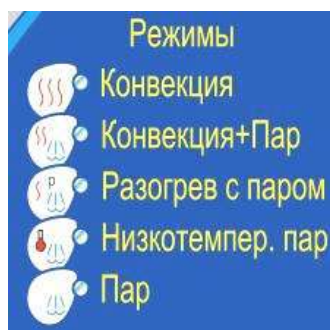 Режимы
Конвекция
Конвекция+Пар
Разогрев с паром
p
Низкотемпер. пар
Пар